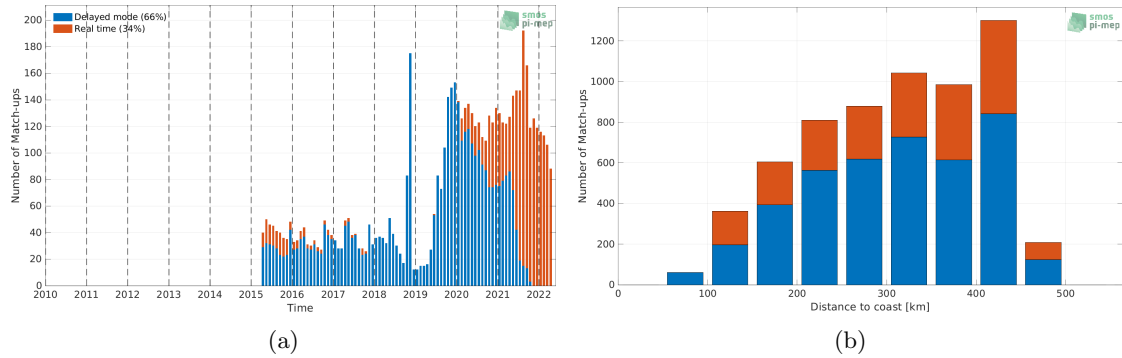 Delayed mode (66%)
Real time (34%)
smos
pi-mep
Number of Match-ups
200
180
160
140
120
100
80
60
40
20
0
2010 2011 2012 2013 2014 2015 2016 2017 2018 2019 2020 2021 2022
Time
(a)
smos
pi-mep
Number of Match-ups
1200
1000
800
600
400
200
0
0 100 200 300 400 500
Distance to coast [km]
(b)